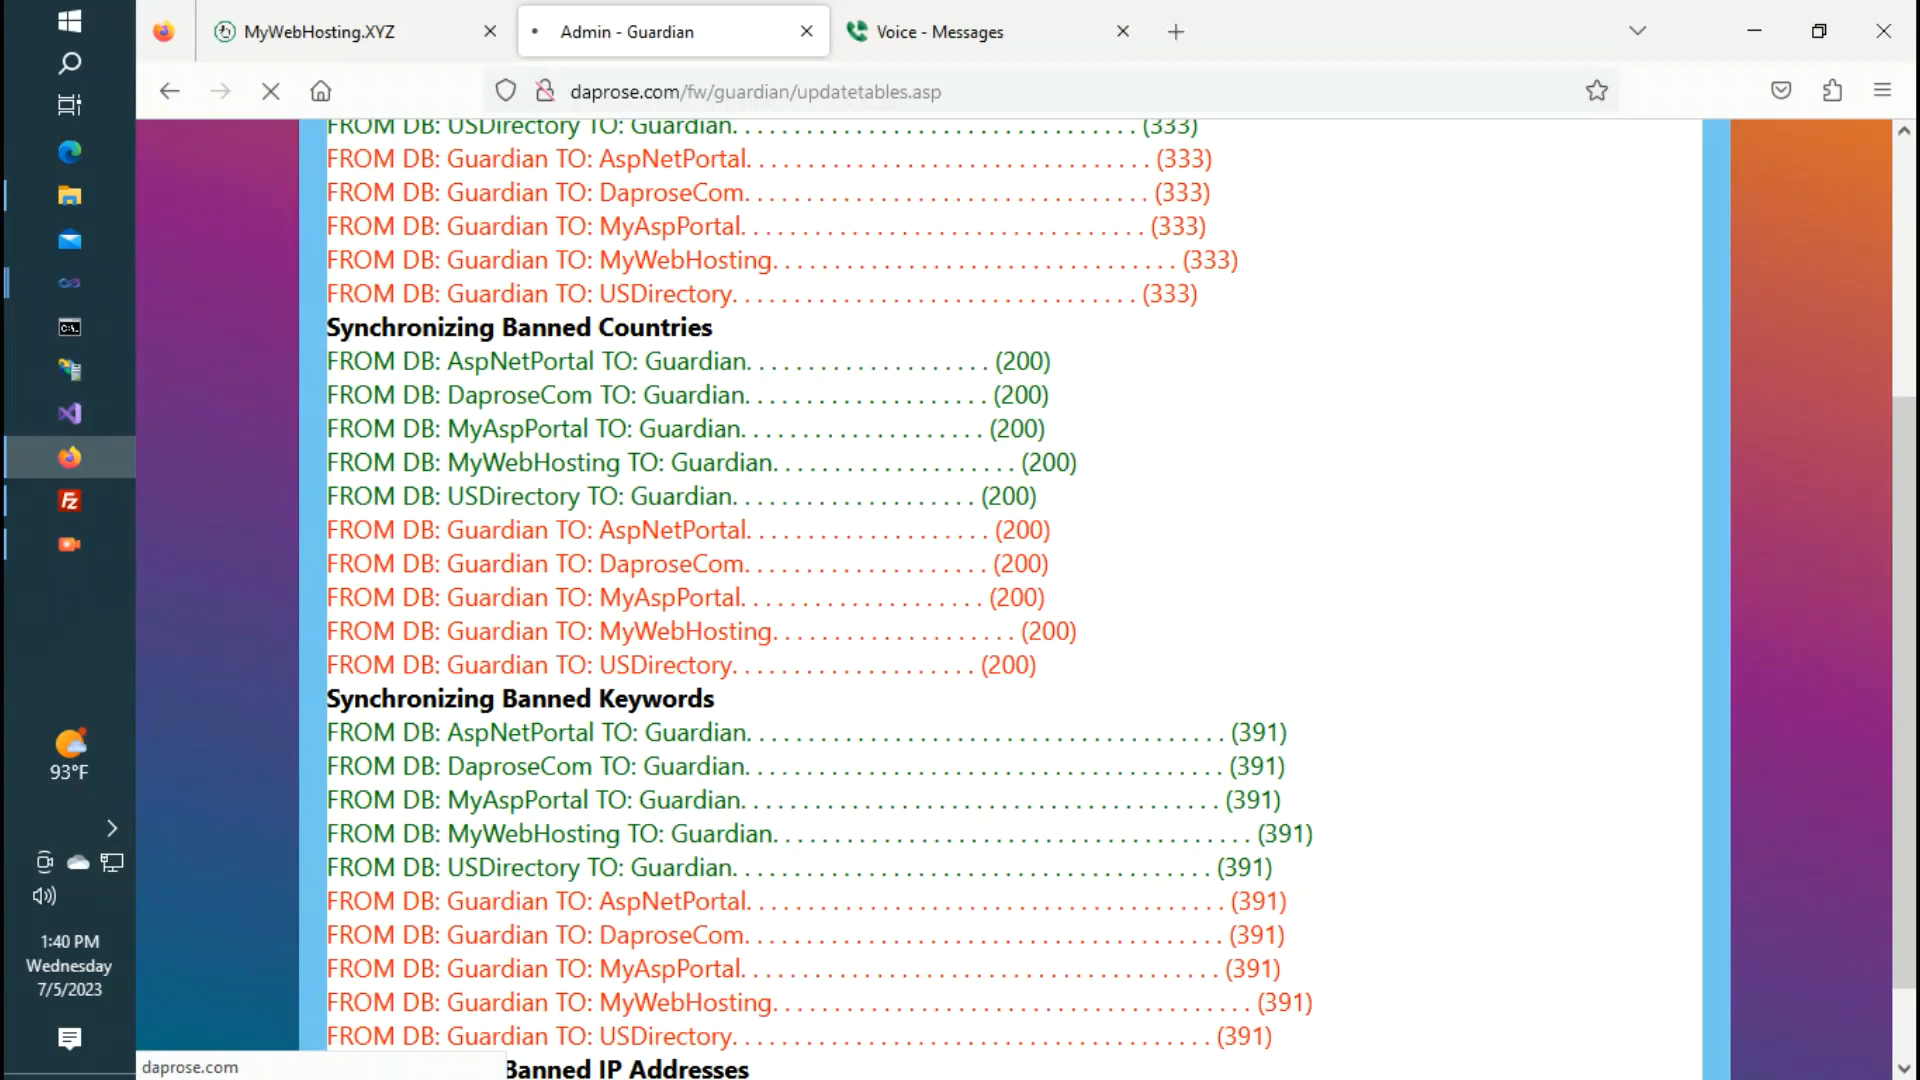 MyWebHosting.XYZ
Admin - Guardian
Voice - Messages
daprose.com/fw/guardian/updatetables.asp
FROM DB: USDirectory TO: Guardian. . . . . . . . . . . . . . . . . . . . . . . . . . . . . . . . . (333)
FROM DB: Guardian TO: AspNetPortal. . . . . . . . . . . . . . . . . . . . . . . . . . . . . . . . . (333)
FROM DB: Guardian TO: DaproseCom. . . . . . . . . . . . . . . . . . . . . . . . . . . . . . . . . (333)
FROM DB: Guardian TO: MyAspPortal. . . . . . . . . . . . . . . . . . . . . . . . . . . . . . . . . (333)
FROM DB: Guardian TO: MyWebHosting. . . . . . . . . . . . . . . . . . . . . . . . . . . . . . . . . (333)
FROM DB: Guardian TO: USDirectory. . . . . . . . . . . . . . . . . . . . . . . . . . . . . . . . . (333)
Synchronizing Banned Countries
FROM DB: AspNetPortal TO: Guardian. . . . . . . . . . . . . . . . . . . . (200)
FROM DB: DaproseCom TO: Guardian. . . . . . . . . . . . . . . . . . . . (200)
FROM DB: MyAspPortal TO: Guardian. . . . . . . . . . . . . . . . . . . . (200)
FROM DB: MyWebHosting TO: Guardian. . . . . . . . . . . . . . . . . . . . (200)
FROM DB: USDirectory TO: Guardian. . . . . . . . . . . . . . . . . . . . (200)
FROM DB: Guardian TO: AspNetPortal. . . . . . . . . . . . . . . . . . . . (200)
FROM DB: Guardian TO: DaproseCom. . . . . . . . . . . . . . . . . . . . (200)
FROM DB: Guardian TO: MyAspPortal. . . . . . . . . . . . . . . . . . . . (200)
FROM DB: Guardian TO: MyWebHosting. . . . . . . . . . . . . . . . . . . . (200)
FROM DB: Guardian TO: USDirectory. . . . . . . . . . . . . . . . . . . . (200)
Synchronizing Banned Keywords
FROM DB: AspNetPortal TO: Guardian. . . . . . . . . . . . . . . . . . . . . . . . . . . . . . . . . . . . . . . (391)
FROM DB: DaproseCom TO: Guardian. . . . . . . . . . . . . . . . . . . . . . . . . . . . . . . . . . . . . . . (391)
FROM DB: MyAspPortal TO: Guardian. . . . . . . . . . . . . . . . . . . . . . . . . . . . . . . . . . . . . . . (391)
FROM DB: MyWebHosting TO: Guardian. . . . . . . . . . . . . . . . . . . . . . . . . . . . . . . . . . . . . . . (391)
FROM DB: USDirectory TO: Guardian. . . . . . . . . . . . . . . . . . . . . . . . . . . . . . . . . . . . . . . (391)
FROM DB: Guardian TO: AspNetPortal. . . . . . . . . . . . . . . . . . . . . . . . . . . . . . . . . . . . . . . (391)
FROM DB: Guardian TO: DaproseCom. . . . . . . . . . . . . . . . . . . . . . . . . . . . . . . . . . . . . . . (391)
FROM DB: Guardian TO: MyAspPortal. . . . . . . . . . . . . . . . . . . . . . . . . . . . . . . . . . . . . . . (391)
FROM DB: Guardian TO: MyWebHosting. . . . . . . . . . . . . . . . . . . . . . . . . . . . . . . . . . . . . . . (391)
FROM DB: Guardian TO: USDirectory. . . . . . . . . . . . . . . . . . . . . . . . . . . . . . . . . . . . . . . (391)
Banned IP Addresses
daprose.com
93°F
1:40 PM
Wednesday
7/5/2023